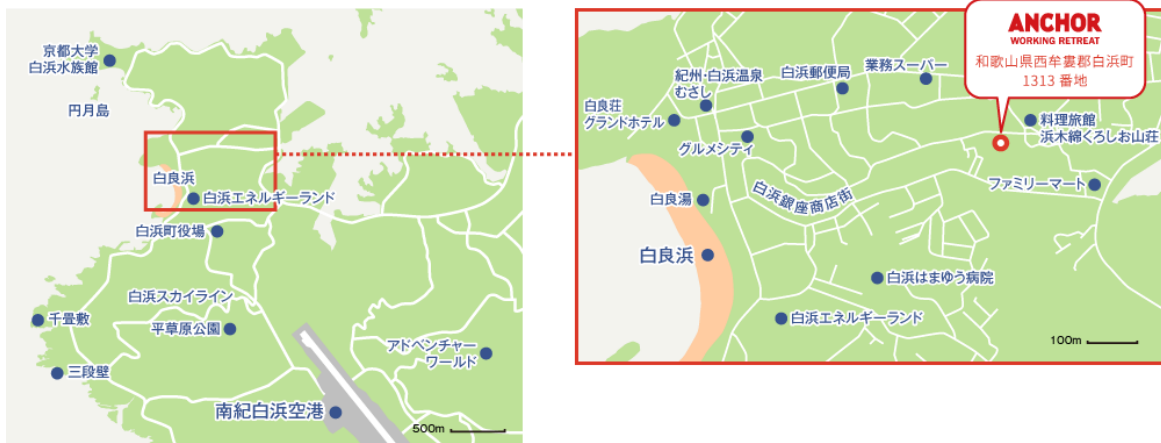 京都大学
白浜水族館
円月島
白良浜
白浜エネルギーランド
白浜町役場
白浜スカイライン
千畳敷
平草原公園
三段壁
アドベンチャー
ワールド
南紀白浜空港
500m
ANCHOR
WORKING RETREAT
和歌山県西牟婁郡白浜町
1313 番地
業務スーパー
白浜郵便局
紀州・白浜温泉
むさし
白良荘
グランドホテル
グルメシティ
料理旅館
浜木綿くろしお山荘
ファミリーマート
白浜銀座商店街
白良湯
白良浜
白浜はまゆう病院
白浜エネルギーランド
100m